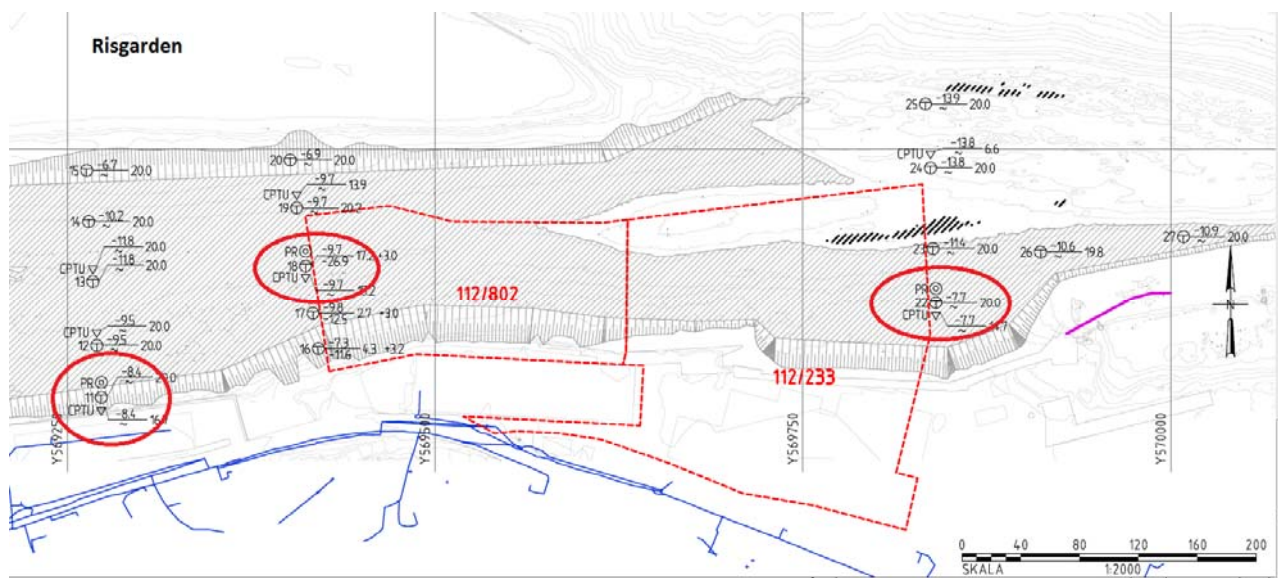 Risgarden
25 -13.9 20.0
~
-13.8
CPTU ~ 6.6
-13.8
24 ~ 20.0
15 -6.7 20.0
~
20 -6.9 20.0
~
-9.7
CPTU ~ 13.9
-9.7
19 ~ 20.2
14 -10.2 20.0
~
-11.8
~ 20.0
-11.8
CPTU ~ 20.0
13
PR -9.7
~ 17.2 +3.0
18 -26.9
CPTU
-9.7
~
17 -9.8 2.7 +3.0
-12.5
16 -7.3 4.3 +3.2
-11.6
112/802
27 -10.9 20.0
~
23 -11.4 20.0
~
26 -10.6 19.8
~
PR
22 -7.7 20.0
~
CPTU -7.7
~
112/233
-9.5
CPTU ~ 20.0
-9.5
12 ~ 20.0
PR -8.4
~
11
CPTU -8.4
~
Y569250
Y569500
Y569750
Y570000
N
0 40 80 120 160 200
SKALA 1:2000